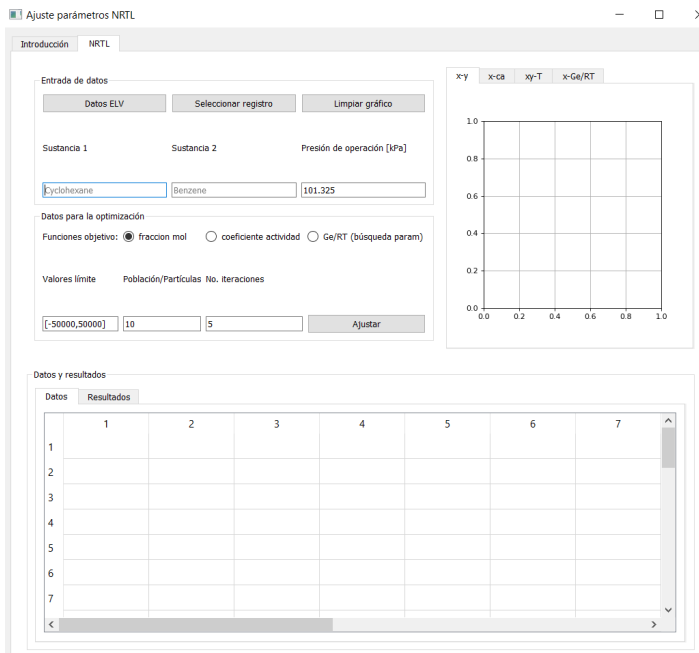 Ajuste parámetros NRTL
Introducción NRTL
Entrada de datos
Datos ELV Seleccionar registro Limpiar gráfico
Sustancia 1 Sustancia 2 Presión de operación [kPa]
Cyclohexane Benzene 101.325
Datos para la optimización
Funciones objetivo: fraccion mol coeficiente actividad Ge/RT (búsqueda param)
Valores límite Población/Partículas No. iteraciones
[-50000,50000] 10 5 Ajustar
x-y x-ca xy-T x-Ge/RT
1.0
0.8
0.6
0.4
0.2
0.0
0.0 0.2 0.4 0.6 0.8 1.0
Datos y resultados
Datos Resultados
1 2 3 4 5 6 7
1
2
3
4
5
6
7